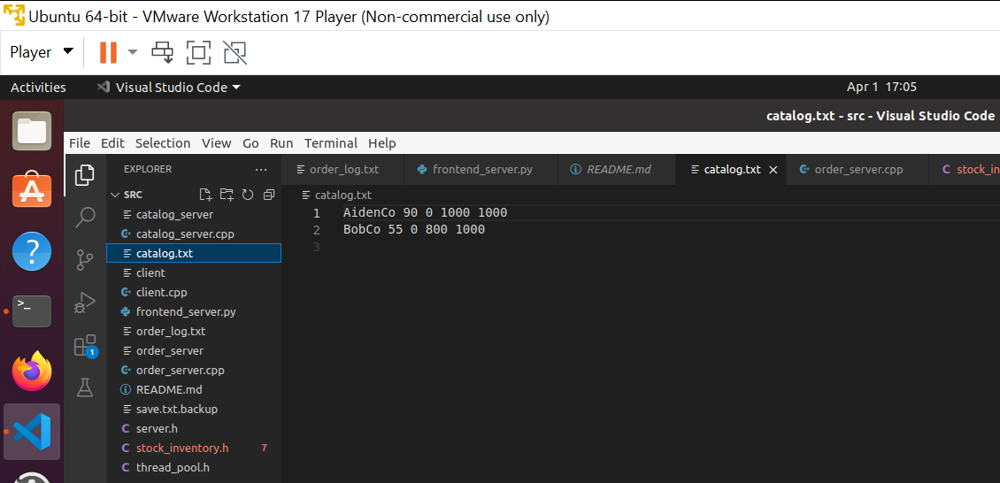 Ubuntu 64-bit - VMware Workstation 17 Player (Non-commercial use only)
Player
Activities
Visual Studio Code
Apr 1 17:05
catalog.txt - src - Visual Studio Code
File Edit Selection View Go Run Terminal Help
EXPLORER
order_log.txt
frontend_server.py
README.md
catalog.txt
order_server.cpp
stock_in
SRC
catalog.txt
catalog_server
catalog_server.cpp
catalog.txt
client
client.cpp
frontend_server.py
order_log.txt
order_server
order_server.cpp
README.md
save.txt.backup
server.h
stock_inventory.h 7
thread_pool.h
1 AidenCo 90 0 1000 1000
2 BobCo 55 0 800 1000
3
1